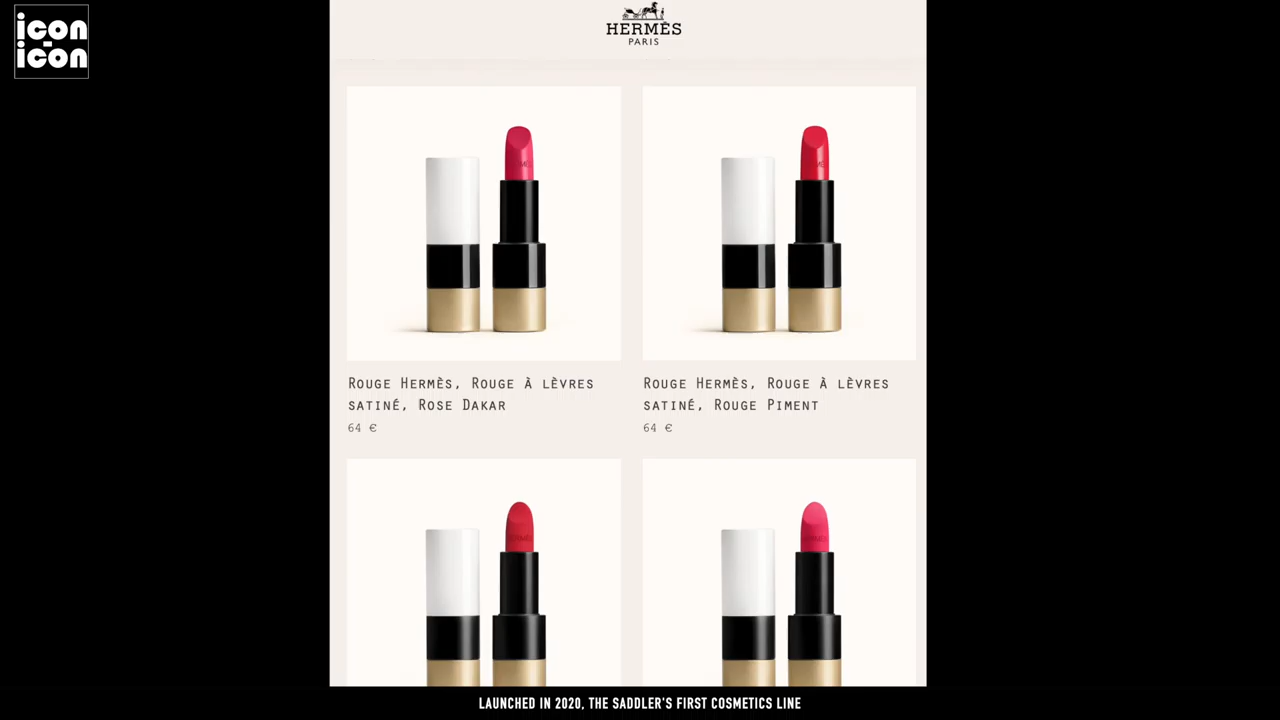 icon
-
icon
HERMÈS
PARIS
ROUGE HERMÈS, ROUGE À LÈVRES
SATINÉ, ROSE DAKAR
64 €
ROUGE HERMÈS, ROUGE À LÈVRES
SATINÉ, ROUGE PIMENT
64 €
LAUNCHED IN 2020, THE SADDLER'S FIRST COSMETICS LINE